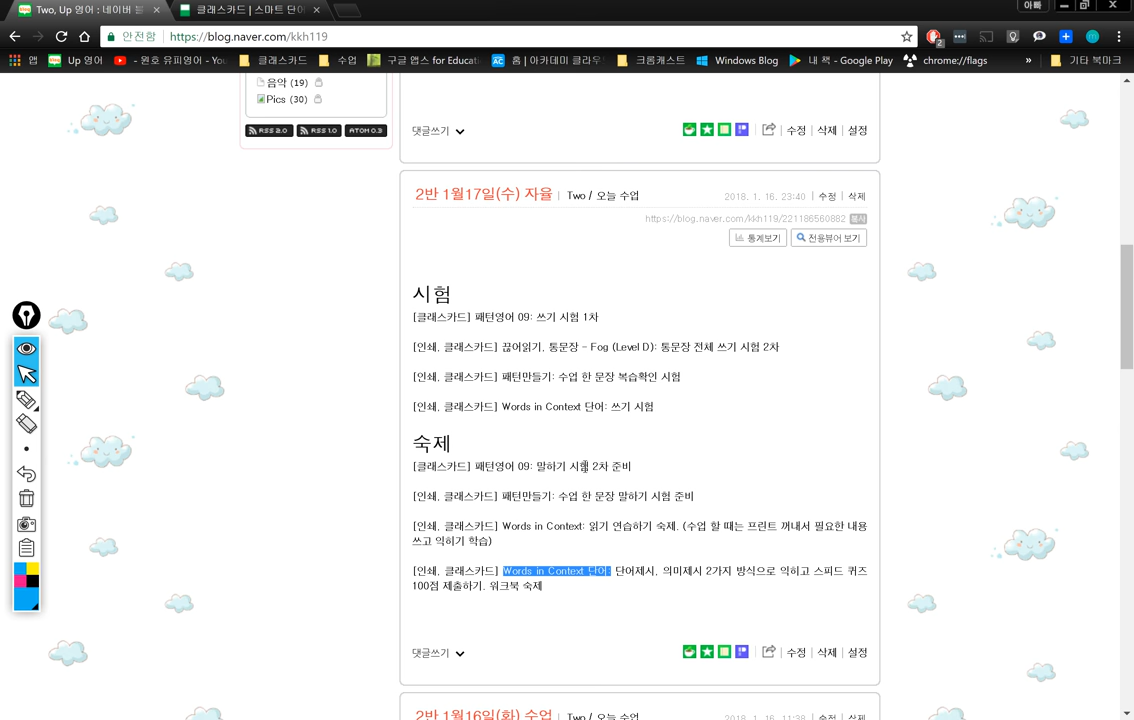 Two, Up 영어 : 네이버 블
클래스카드 | 스마트 단어
아빠
안전함 | https://blog.naver.com/kkh119
2
앱
Up 영어
- 원호 유피영어 - You
클래스카드
수업
구글 앱스 for Educati
홈 | 아카데미 클라우
크롬캐스트
Windows Blog
내 책 - Google Play
chrome://flags
»
기타 북마크
음악 (19)
Pics (30)
RSS 2.0
RSS 1.0
ATOM 0.3
댓글쓰기
수정 | 삭제 | 설정
2반 1월17일(수) 자율 | Two / 오늘 수업
2018. 1. 16. 23:40 | 수정 | 삭제
https://blog.naver.com/kkh119/221186560882 복사
통계보기
전용뷰어 보기
시험
[클래스카드] 패턴영어 09: 쓰기 시험 1차
[인쇄, 클래스카드] 끊어읽기, 통문장 - Fog (Level D): 통문장 전체 쓰기 시험 2차
[인쇄, 클래스카드] 패턴만들기: 수업 한 문장 복습확인 시험
[인쇄, 클래스카드] Words in Context 단어: 쓰기 시험
숙제
[클래스카드] 패턴영어 09: 말하기 시험 2차 준비
[인쇄, 클래스카드] 패턴만들기: 수업 한 문장 말하기 시험 준비
[인쇄, 클래스카드] Words in Context: 읽기 연습하기 숙제. (수업 할 때는 프린트 꺼내서 필요한 내용
쓰고 익히기 학습)
[인쇄, 클래스카드] Words in Context 단어: 단어제시, 의미제시 2가지 방식으로 익히고 스피드 퀴즈
100점 제출하기. 워크북 숙제
댓글쓰기
수정 | 삭제 | 설정
2반 1월16일(화) 수업 | Two / 오늘 수업
2018. 1. 16. 11:38 | 수정 | 삭제